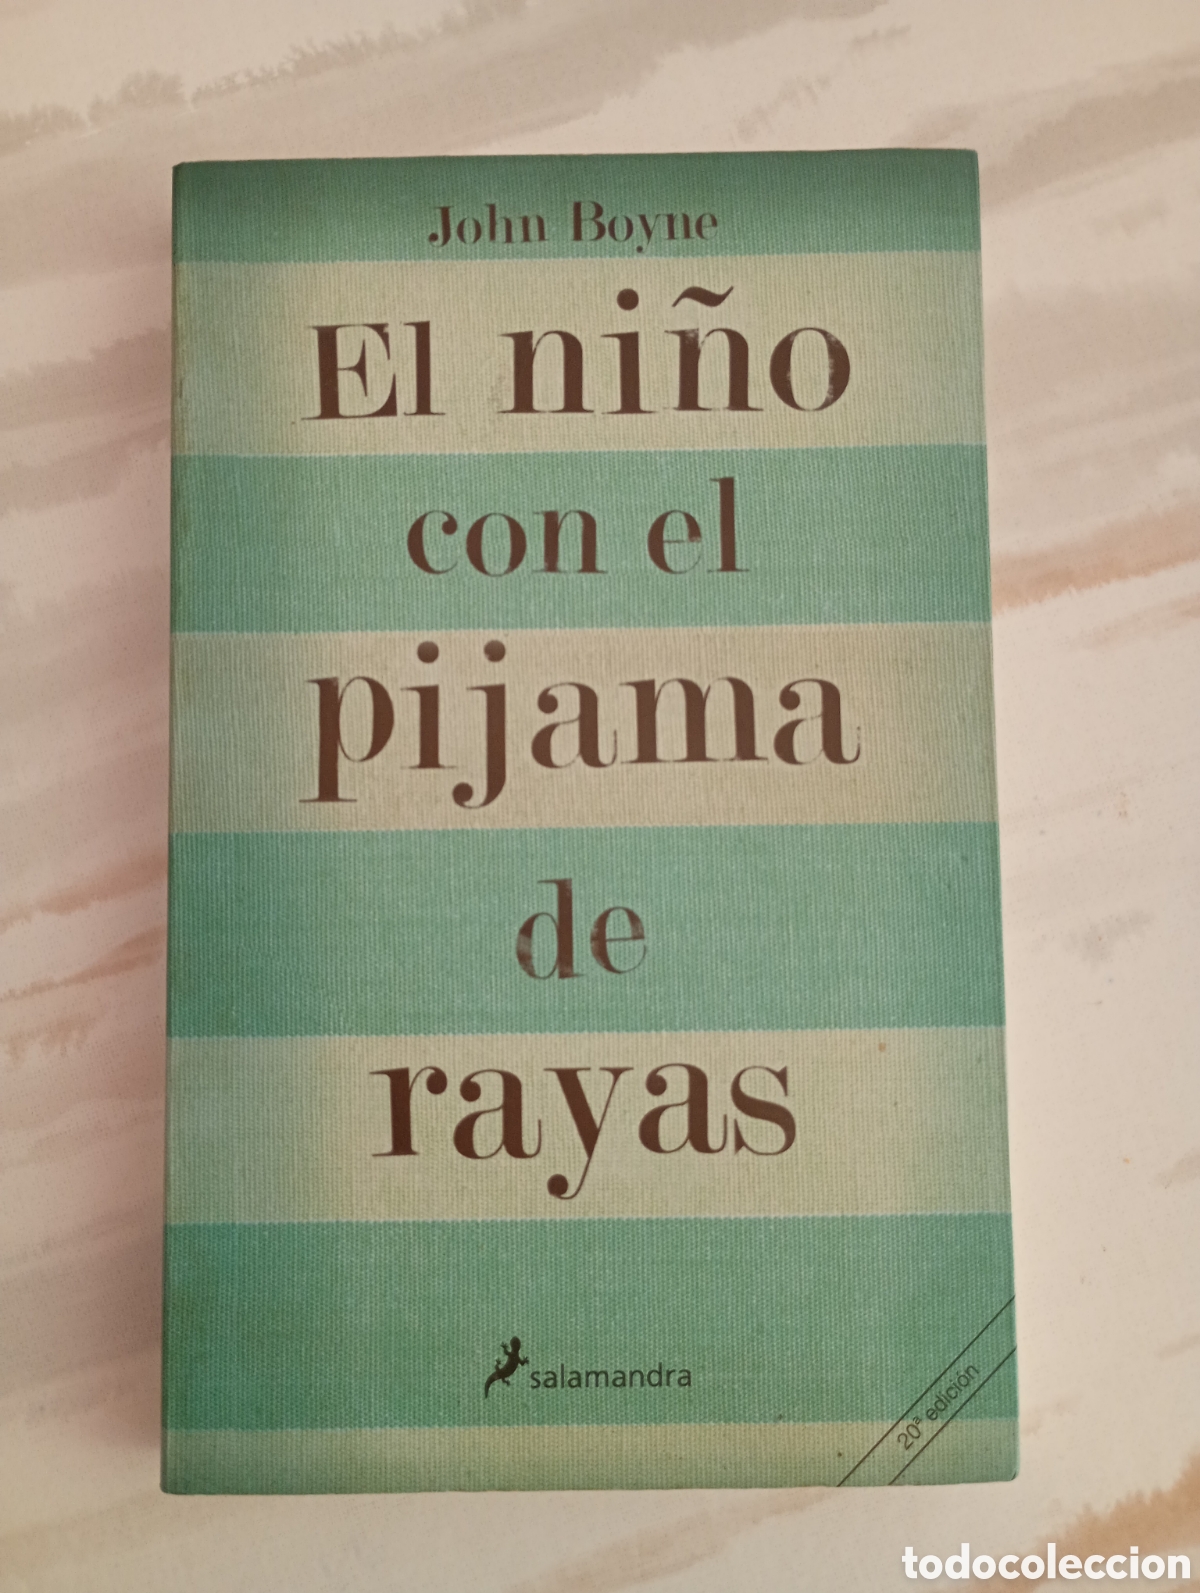 John Boyne
El niño
con el
pijama
de
rayas
salamandra
20ª edición
todocoleccion